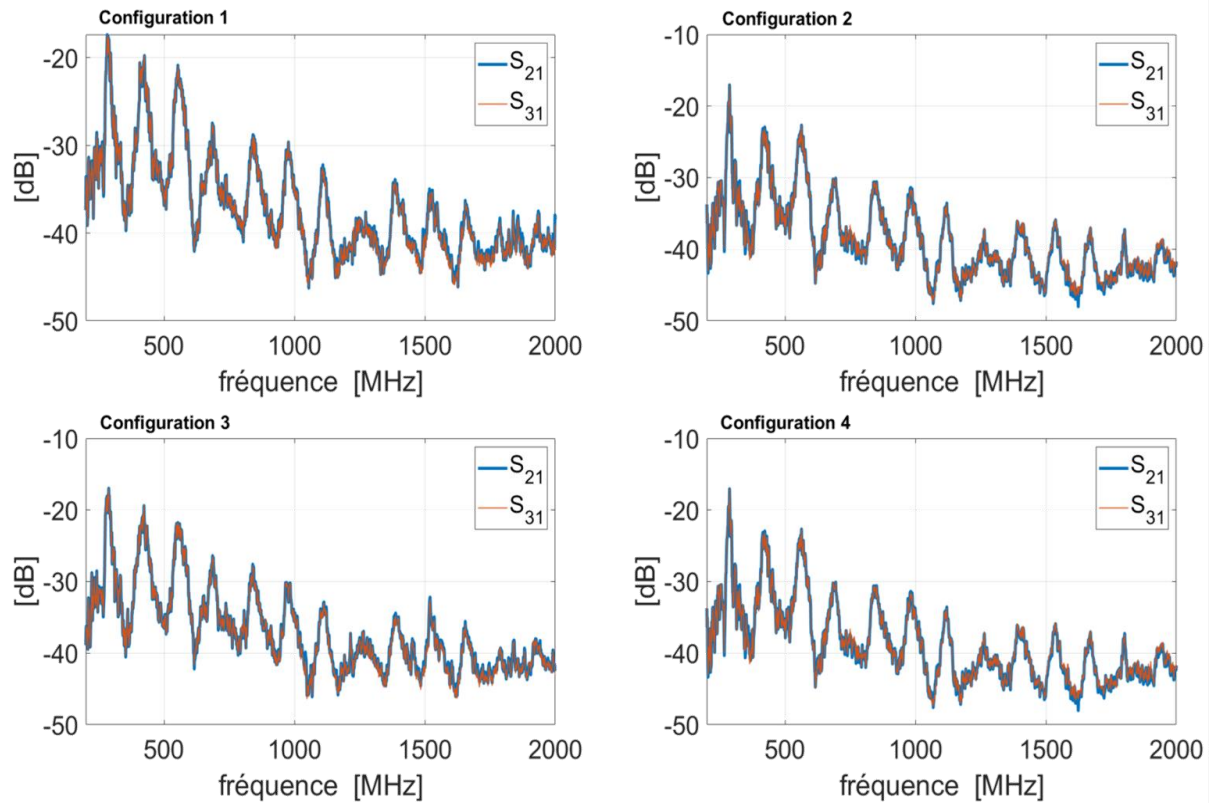 Configuration 1
S21
S31
-20
-30
-40
-50
[dB]
500 1000 1500 2000
fréquence [MHz]
Configuration 2
S21
S31
-10
-20
-30
-40
-50
[dB]
500 1000 1500 2000
fréquence [MHz]
Configuration 3
S21
S31
-10
-20
-30
-40
-50
[dB]
500 1000 1500 2000
fréquence [MHz]
Configuration 4
S21
S31
-10
-20
-30
-40
-50
[dB]
500 1000 1500 2000
fréquence [MHz]